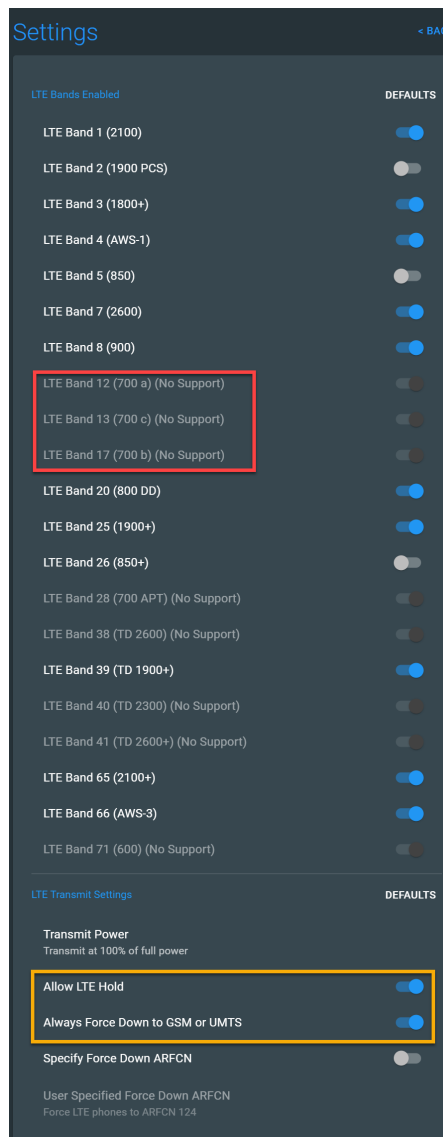 Settings
< BA
LTE Bands Enabled DEFAULTS
LTE Band 1 (2100)
LTE Band 2 (1900 PCS)
LTE Band 3 (1800+)
LTE Band 4 (AWS-1)
LTE Band 5 (850)
LTE Band 7 (2600)
LTE Band 8 (900)
LTE Band 12 (700 a) (No Support)
LTE Band 13 (700 c) (No Support)
LTE Band 17 (700 b) (No Support)
LTE Band 20 (800 DD)
LTE Band 25 (1900+)
LTE Band 26 (850+)
LTE Band 28 (700 APT) (No Support)
LTE Band 38 (TD 2600) (No Support)
LTE Band 39 (TD 1900+)
LTE Band 40 (TD 2300) (No Support)
LTE Band 41 (TD 2600+) (No Support)
LTE Band 65 (2100+)
LTE Band 66 (AWS-3)
LTE Band 71 (600) (No Support)
LTE Transmit Settings DEFAULTS
Transmit Power
Transmit at 100% of full power
Allow LTE Hold
Always Force Down to GSM or UMTS
Specify Force Down ARFCN
User Specified Force Down ARFCN
Force LTE phones to ARFCN 124